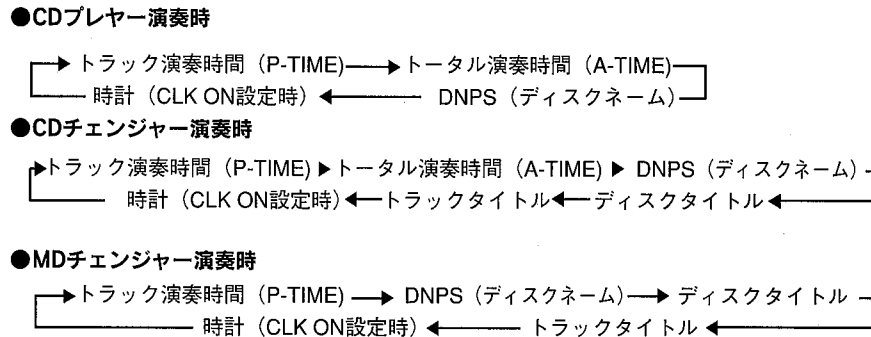 ●CDプレヤー演奏時
トラック演奏時間（P-TIME)→トータル演奏時間（A-TIME)
時計（CLK ON設定時）← DNPS（ディスクネーム）
●CDチェンジャー演奏時
トラック演奏時間（P-TIME)▶トータル演奏時間（A-TIME)▶ DNPS（ディスクネーム）
時計（CLK ON設定時）←トラックタイトル←ディスクタイトル←
●MDチェンジャー演奏時
→トラック演奏時間（P-TIME) → DNPS（ディスクネーム）→ ディスクタイトル
時計（CLK ON設定時）← トラックタイトル ←